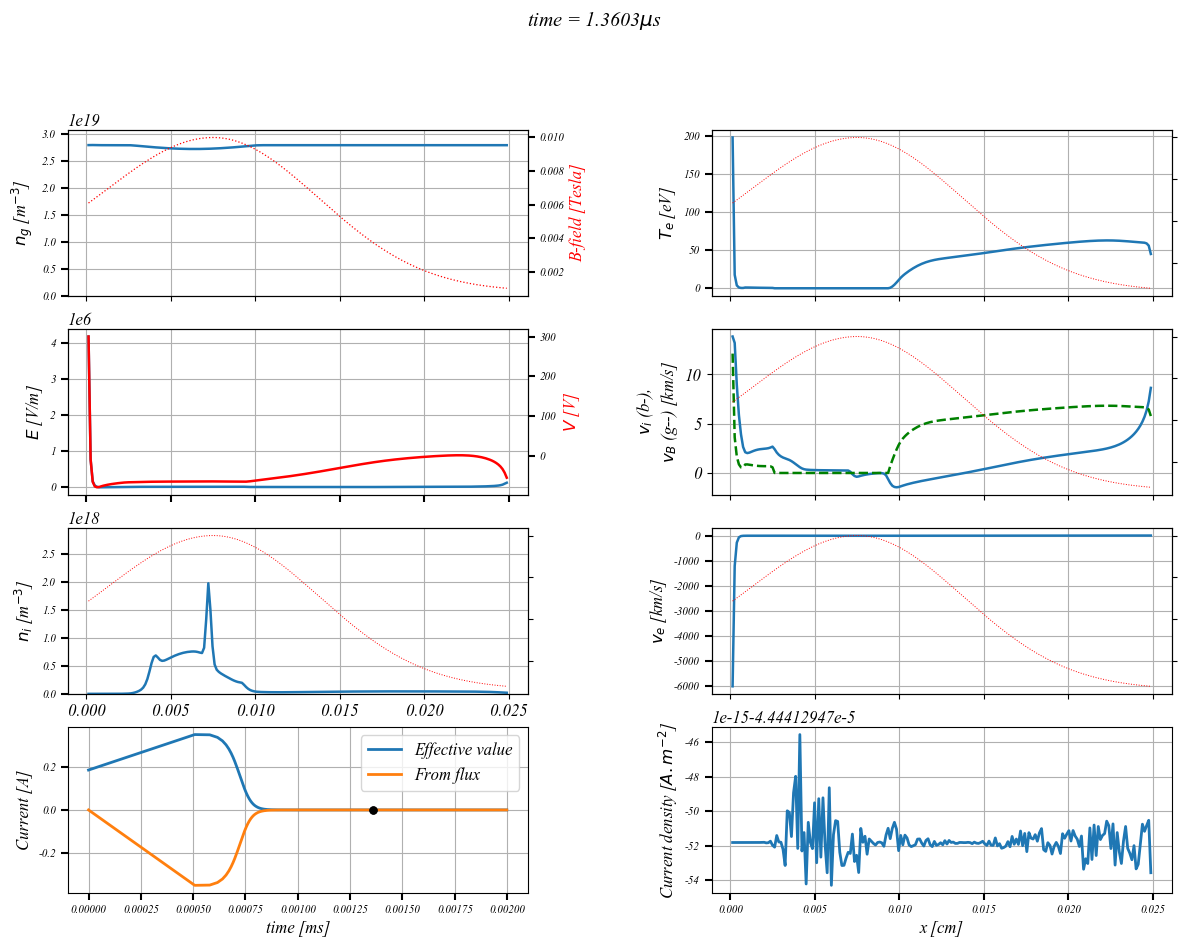 time = 1.3603μs
1e19
3.0
2.5
2.0
1.5
1.0
0.5
0.0
n_g [m⁻³]
0.010
0.008
0.006
0.004
0.002
B-field [Tesla]
200
150
100
50
0
T_e [eV]
1e6
4
3
2
1
0
E [V/m]
300
200
100
0
V [V]
10
5
0
v_i (b-),
v_B (g--) [km/s]
1e18
2.5
2.0
1.5
1.0
0.5
0.0
n_i [m⁻³]
0.000 0.005 0.010 0.015 0.020 0.025
0
-1000
-2000
-3000
-4000
-5000
-6000
v_e [km/s]
0.2
0.0
-0.2
Current [A]
Effective value
From flux
0.00000 0.00025 0.00050 0.00075 0.00100 0.00125 0.00150 0.00175 0.00200
time [ms]
1e-15-4.44412947e-5
-46
-48
-50
-52
-54
Current density [A.m⁻²]
0.000 0.005 0.010 0.015 0.020 0.025
x [cm]